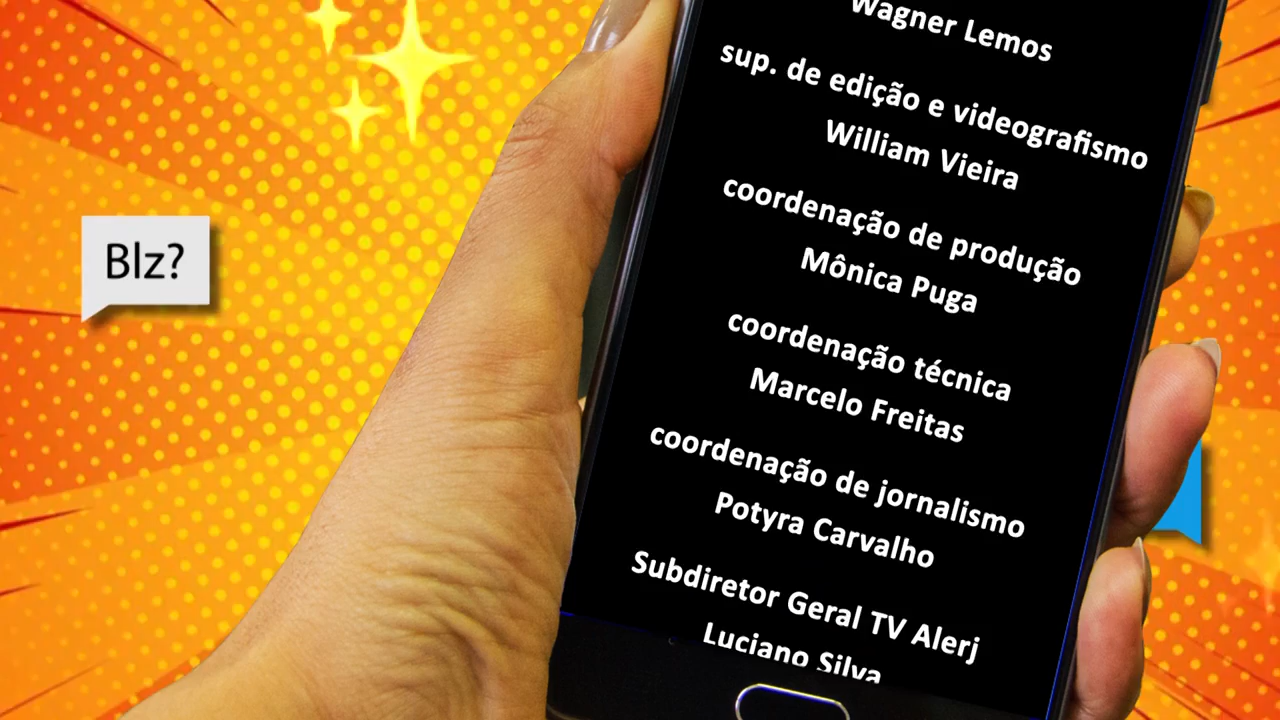 Wagner Lemos
sup. de edição e videografismo
William Vieira
coordenação de produção
Mônica Puga
coordenação técnica
Marcelo Freitas
coordenação de jornalismo
Potyra Carvalho
Subdiretor Geral TV Alerj
Luciano Silva
Blz?